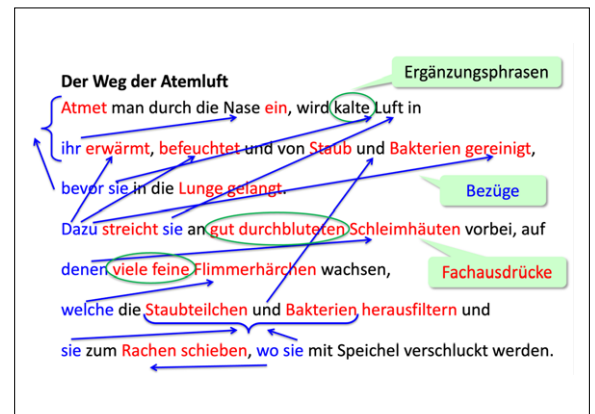 Der Weg der Atemluft
Ergänzungsphrasen
Atmet man durch die Nase ein, wird kalte Luft in
ihr erwärmt, befeuchtet und von Staub und Bakterien gereinigt,
bevor sie in die Lunge gelangt.
Bezüge
Dazu streicht sie an gut durchbluteten Schleimhäuten vorbei, auf
denen viele feine Flimmerhärchen wachsen,
Fachausdrücke
welche die Staubteilchen und Bakterien herausfiltern und
sie zum Rachen schieben, wo sie mit Speichel verschluckt werden.